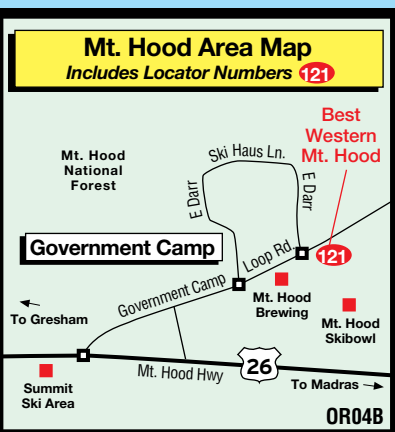 Mt. Hood Area Map
Includes Locator Numbers 121
Best
Western
Mt. Hood
Mt. Hood
National
Forest
Ski Haus Ln.
E Darr
E Darr
Government Camp
Loop Rd.
121
Government Camp
Mt. Hood
Brewing
Mt. Hood
Skibowl
To Gresham
Mt. Hood Hwy
26
To Madras
Summit
Ski Area
OR04B